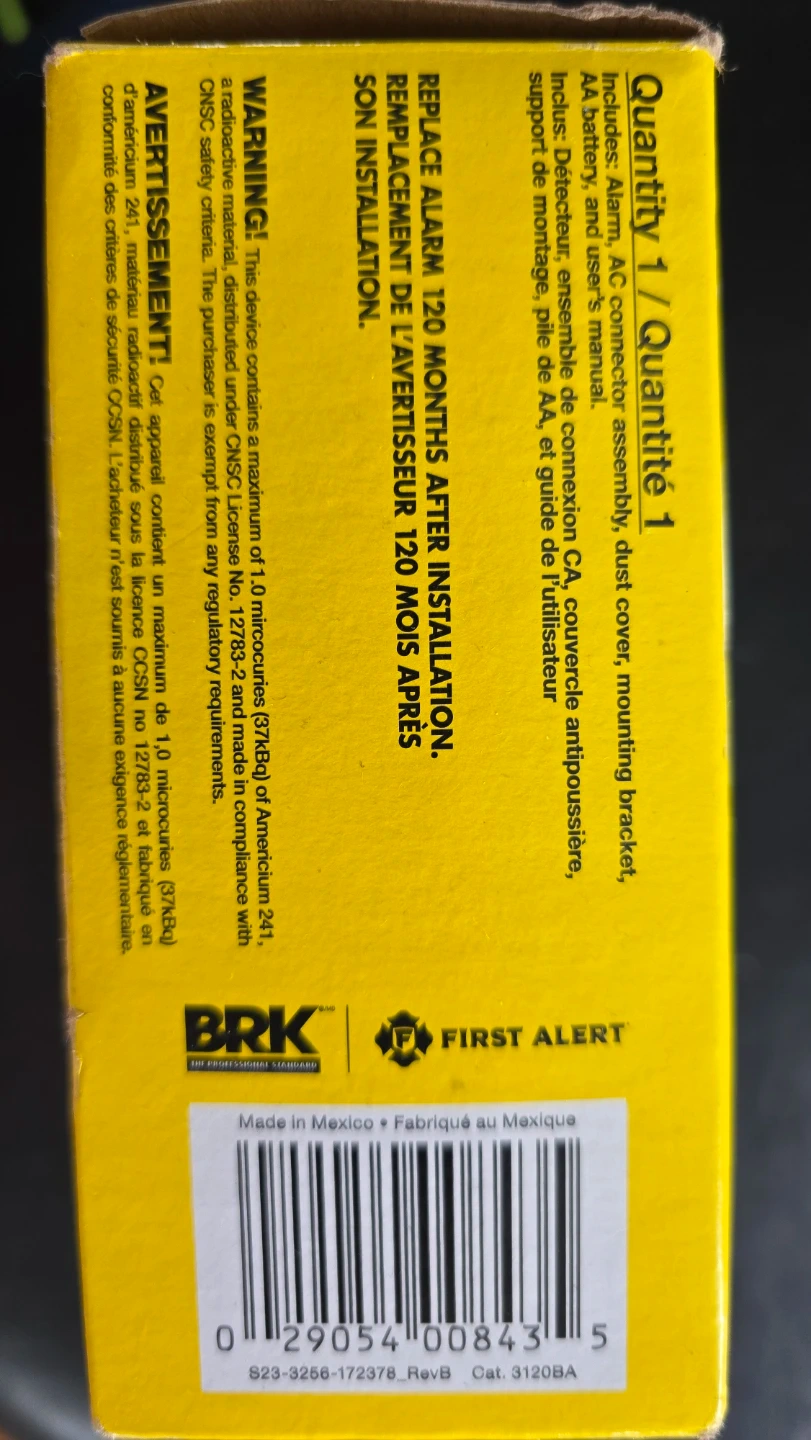 Quantity 1 / Quantité 1
Includes: Alarm, AC connector assembly, dust cover, mounting bracket,
AA battery, and user's manual.
Inclus: Détecteur, ensemble de connexion CA, couvercle antipoussière,
support de montage, pile de AA, et guide de l'utilisateur
REPLACE ALARM 120 MONTHS AFTER INSTALLATION.
REMPLACEMENT DE L'AVERTISSEUR 120 MOIS APRÈS
SON INSTALLATION.
WARNING! This device contains a maximum of 1.0 mircocuries (37kBq) of Americium 241,
a radioactive material, distributed under CNSC License No. 12783-2 and made in compliance with
CNSC safety criteria. The purchaser is exempt from any regulatory requirements.
AVERTISSEMENT! Cet appareil contient un maximum de 1,0 microcuries (37kBq)
d'américium 241, matériau radioactif distribué sous la licence CCSN no 12783-2 et fabriqué en
conformité des critères de sécurité CCSN. L'acheteur n'est soumis à aucune exigence réglementaire.
BRK
THE PROFESSIONAL STANDARD
F FIRST ALERT
Made in Mexico • Fabriqué au Mexique
0 29054 00843 5
S23-3256-172378_RevB Cat. 3120BA